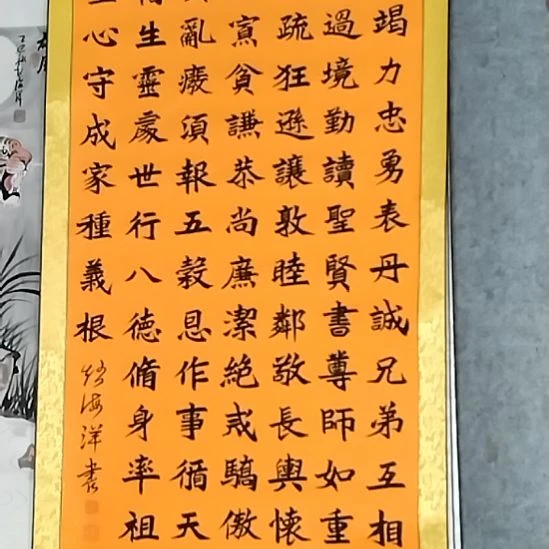 竭力忠勇表丹誠兄弟互相
過境勤讀聖賢書尊師如重
疏狂遜讓敦睦鄰敬長輿懷
寡貧謙恭尚廉潔絕戒驕傲
亂癈須報五穀恩作事循天
生靈處世行八德脩身率祖
心守成家種義根
海洋書